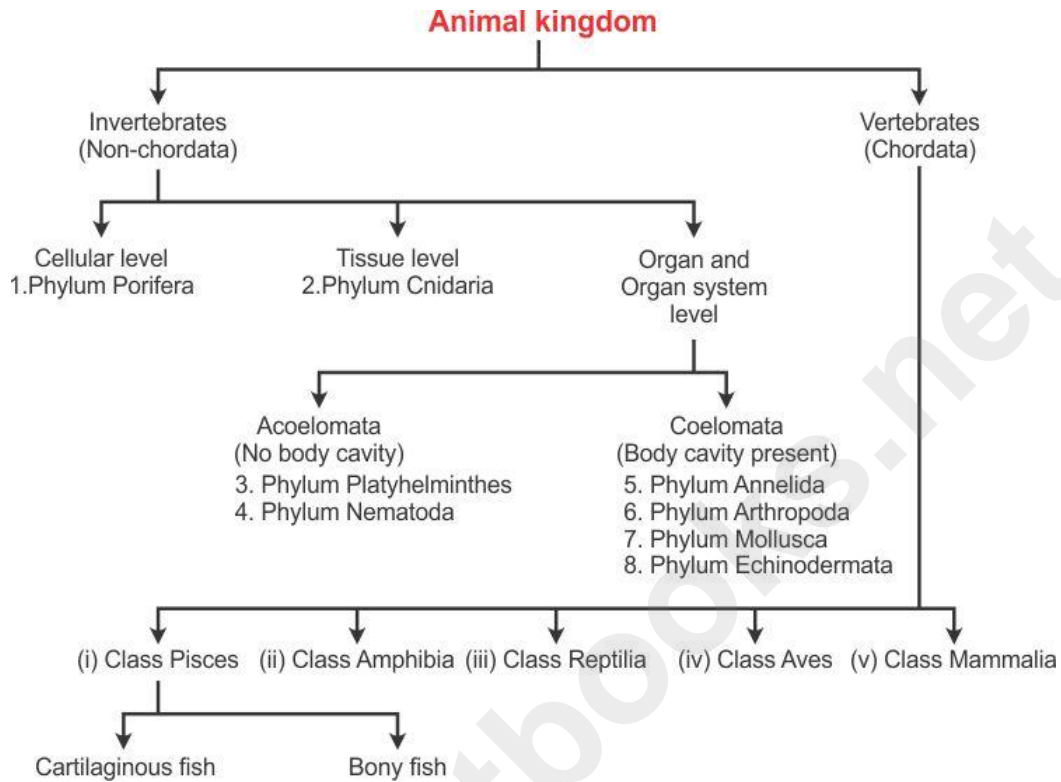 Animal kingdom
Invertebrates
(Non-chordata)
Vertebrates
(Chordata)
Cellular level
1.Phylum Porifera
Tissue level
2.Phylum Cnidaria
Organ and
Organ system
level
Acoelomata
(No body cavity)
3. Phylum Platyhelminthes
4. Phylum Nematoda
Coelomata
(Body cavity present)
5. Phylum Annelida
6. Phylum Arthropoda
7. Phylum Mollusca
8. Phylum Echinodermata
(i) Class Pisces
(ii) Class Amphibia
(iii) Class Reptilia
(iv) Class Aves
(v) Class Mammalia
Cartilaginous fish
Bony fish
tbooks.net